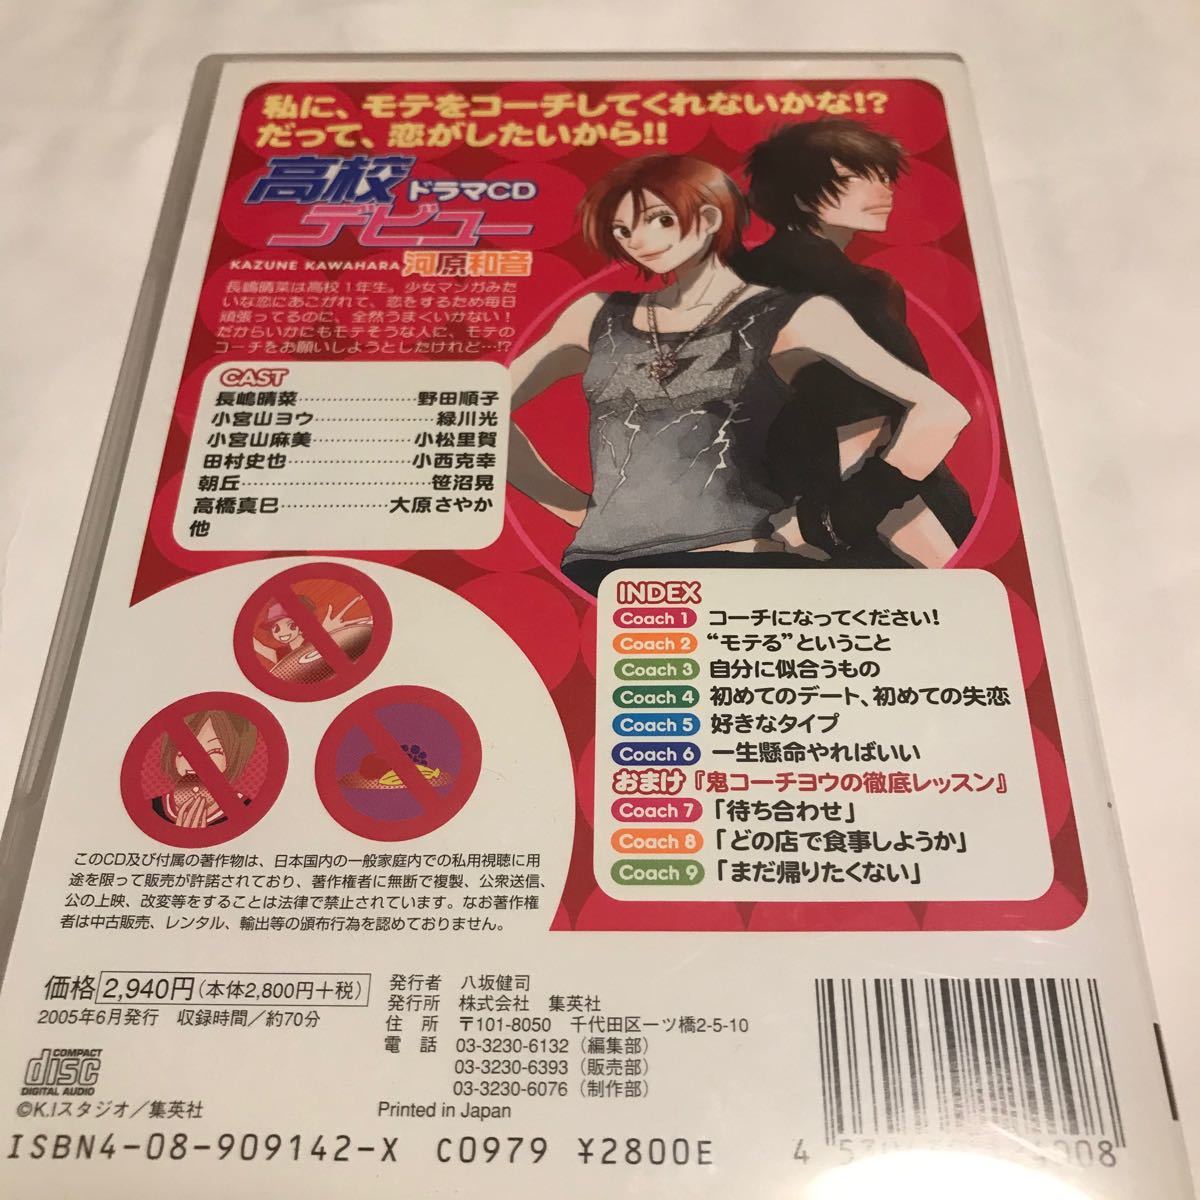 私に、モテをコーチしてくれないかな!?
だって、恋がしたいから!!
高校
デビュー
ドラマCD
KAZUNE KAWAHARA 河原和音
長嶋晴菜は高校1年生。少女マンガみた
いな恋にあこがれて、恋をするため毎日
頑張ってるのに、全然うまくいかない!
だからいかにもモテそうな人に、モテの
コーチをお願いしようとしたけれど…!?
CAST
長嶋晴菜…………………野田順子
小宮山ヨウ…………………緑川光
小宮山麻美………………小松里賀
田村史也…………………小西克幸
朝丘…………………………笹沼晃
高橋真巳………………大原さやか
他
INDEX
Coach 1 コーチになってください!
Coach 2 “モテる”ということ
Coach 3 自分に似合うもの
Coach 4 初めてのデート、初めての失恋
Coach 5 好きなタイプ
Coach 6 一生懸命やればいい
おまけ『鬼コーチヨウの徹底レッスン』
Coach 7 「待ち合わせ」
Coach 8 「どの店で食事しようか」
Coach 9 「まだ帰りたくない」
このCD及び付属の著作物は、日本国内の一般家庭内での私用視聴に用
途を限って販売が許諾されており、著作権者に無断で複製、公衆送信、
公の上映、改変等をすることは法律で禁止されています。なお著作権
者は中古販売、レンタル、輸出等の頒布行為を認めておりません。
価格 2,940円(本体2,800円+税)
2005年6月発行 収録時間/約70分
COMPACT
disc
DIGITAL AUDIO
©K.Iスタジオ/集英社
発行者 八坂健司
発行所 株式会社 集英社
住 所 〒101-8050 千代田区一ツ橋2-5-10
電 話 03-3230-6132(編集部)
03-3230-6393(販売部)
03-3230-6076(制作部)
Printed in Japan
ISBN4-08-909142-X C0979 ¥2800E